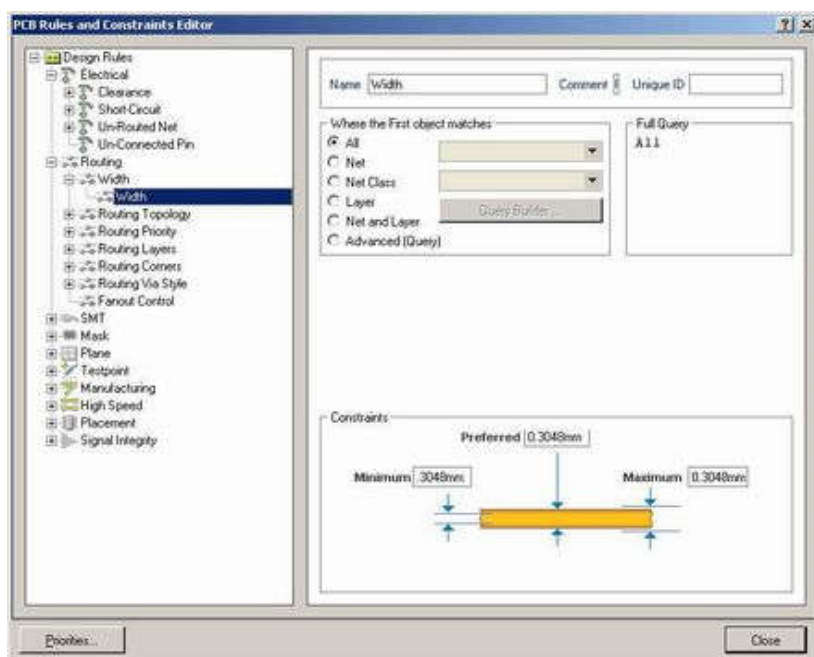 PCB Rules and Constraints Editor
Design Rules
Electrical
Clearance
Short-Circuit
Un-Routed Net
Un-Connected Pin
Routing
Width
Width
Routing Topology
Routing Priority
Routing Layers
Routing Corners
Routing Via Style
Fanout Control
SMT
Mask
Plane
Testpoint
Manufacturing
High Speed
Placement
Signal Integrity
Name Width Comment Unique ID
Where the First object matches
All
Net
Net Class
Layer
Net and Layer
Advanced (Query)
Query Builder ...
Full Query
All
Constraints
Preferred 0.3048mm
Minimum .3048mm
Maximum 0.3048mm
Priorities...
Close